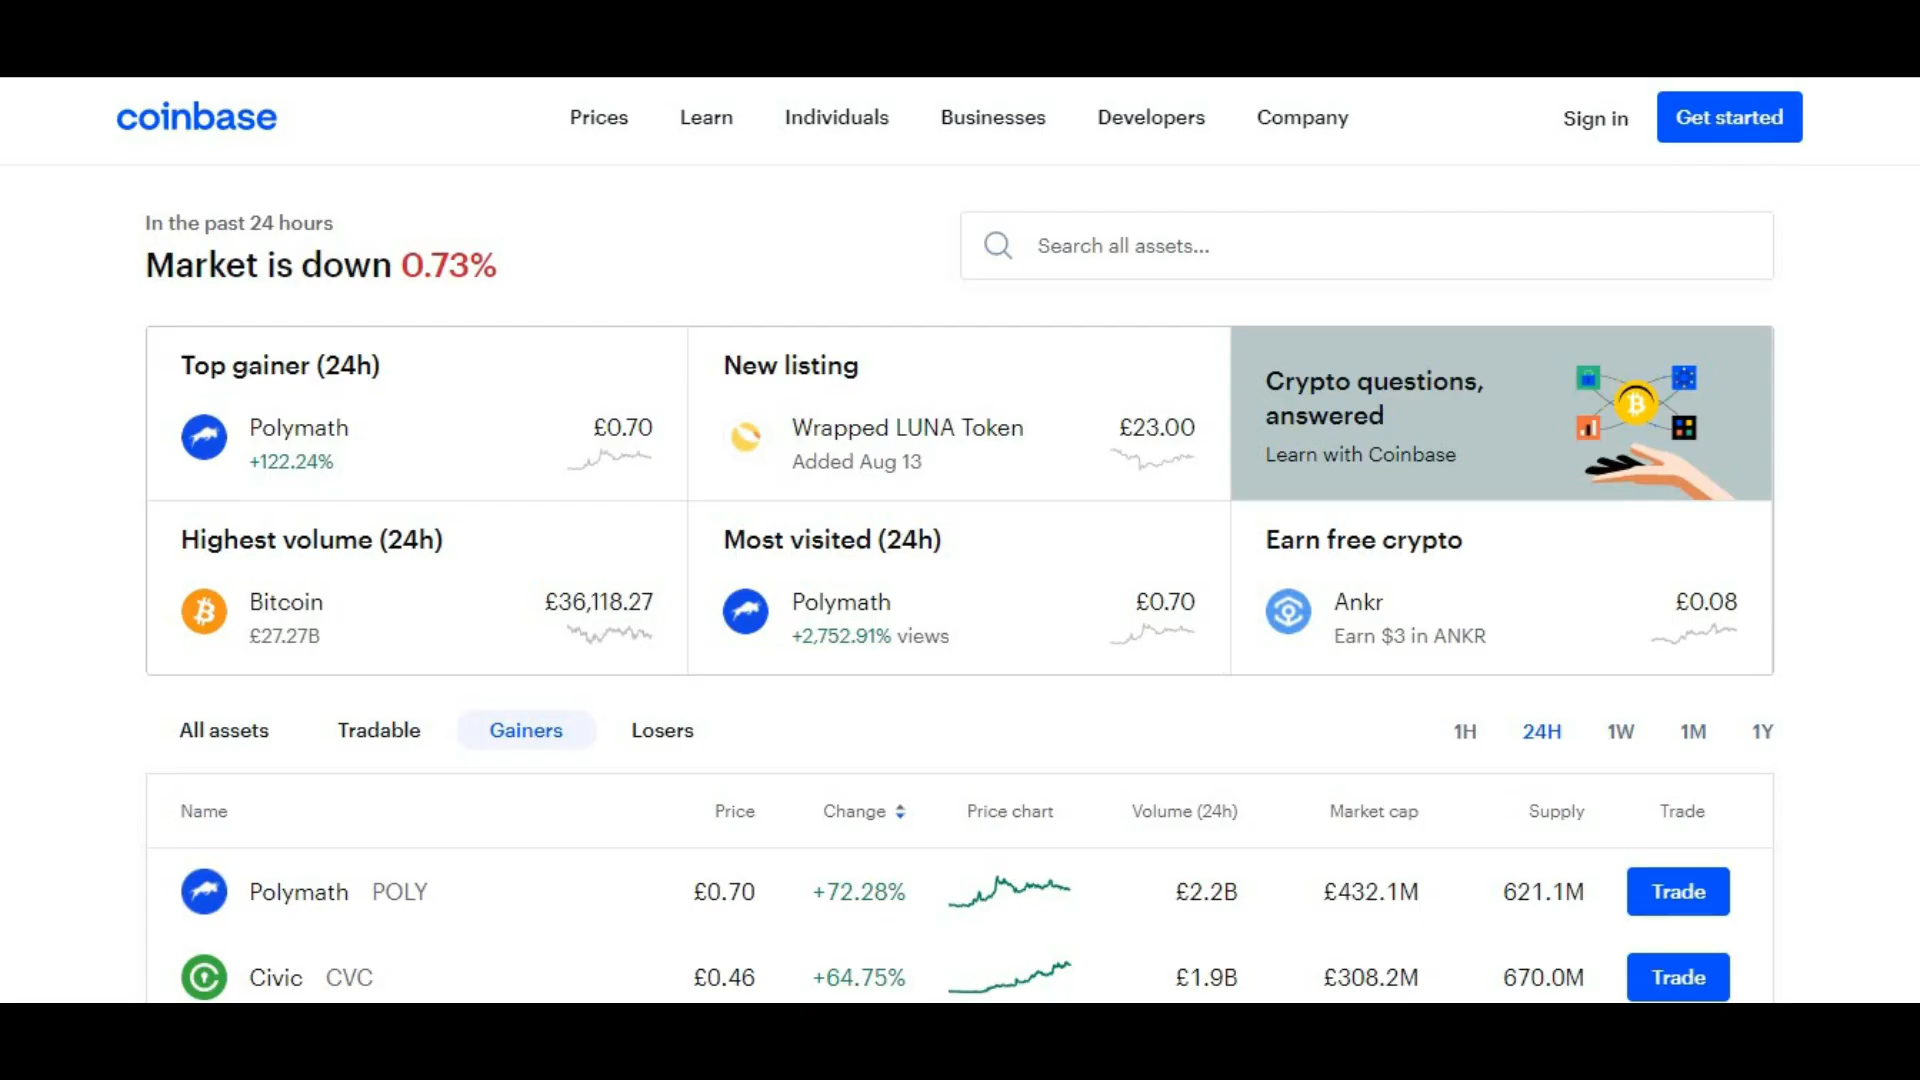 coinbase
Prices Learn Individuals Businesses Developers Company Sign in Get started
In the past 24 hours
Market is down 0.73%
Search all assets...
Top gainer (24h)
Polymath £0.70
+122.24%
New listing
Wrapped LUNA Token £23.00
Added Aug 13
Crypto questions,
answered
Learn with Coinbase
Highest volume (24h)
Bitcoin £36,118.27
£27.27B
Most visited (24h)
Polymath £0.70
+2,752.91% views
Earn free crypto
Ankr £0.08
Earn $3 in ANKR
All assets Tradable Gainers Losers 1H 24H 1W 1M 1Y
Name Price Change Price chart Volume (24h) Market cap Supply Trade
Polymath POLY £0.70 +72.28% £2.2B £432.1M 621.1M Trade
Civic CVC £0.46 +64.75% £1.9B £308.2M 670.0M Trade